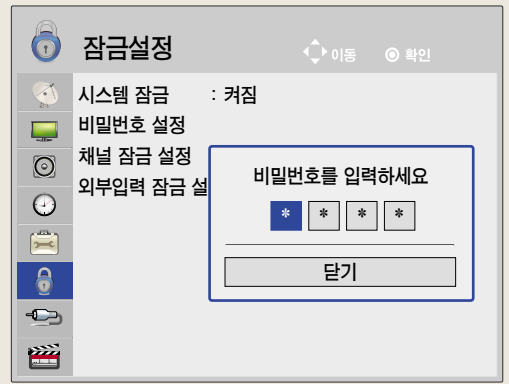 잠금설정
이동 확인
시스템 잠금 : 켜짐
비밀번호 설정
채널 잠금 설정
외부입력 잠금 설
비밀번호를 입력하세요
* * * *
닫기